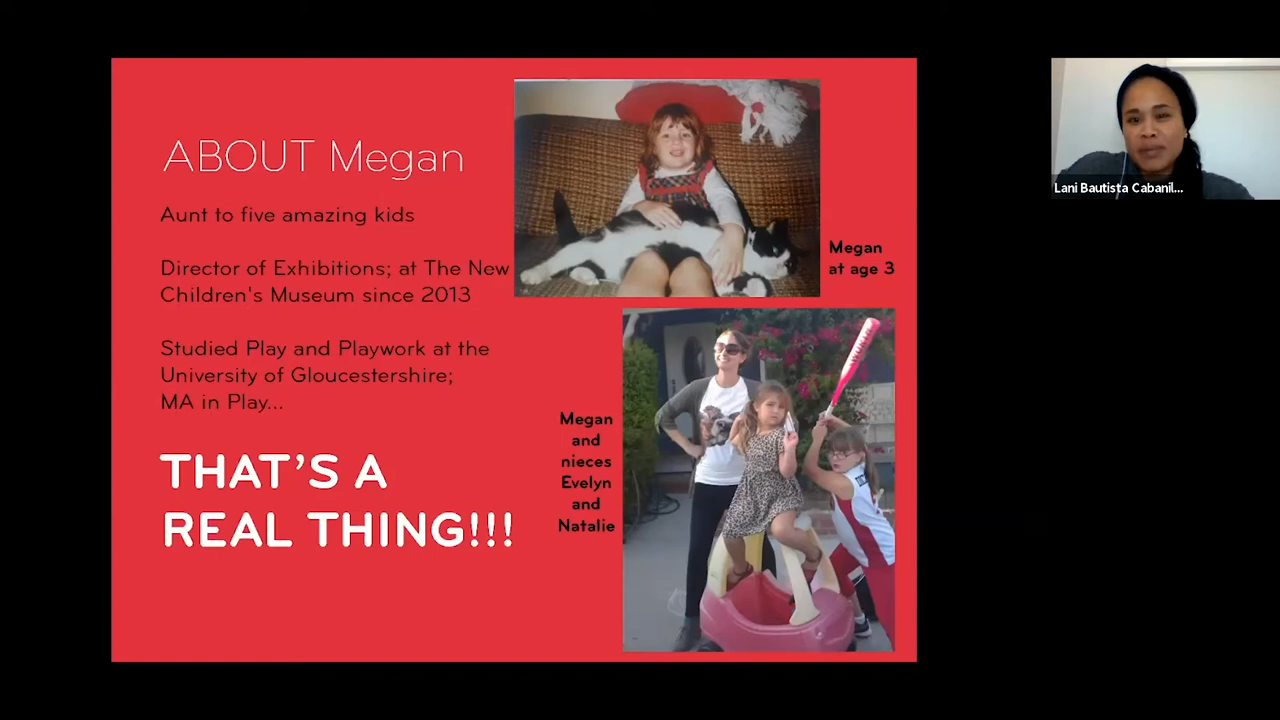 ABOUT Megan
Aunt to five amazing kids
Director of Exhibitions; at The New
Children's Museum since 2013
Studied Play and Playwork at the
University of Gloucestershire;
MA in Play...
THAT'S A
REAL THING!!!
Megan
at age 3
Megan
and
nieces
Evelyn
and
Natalie
Lani Bautista Cabanil...